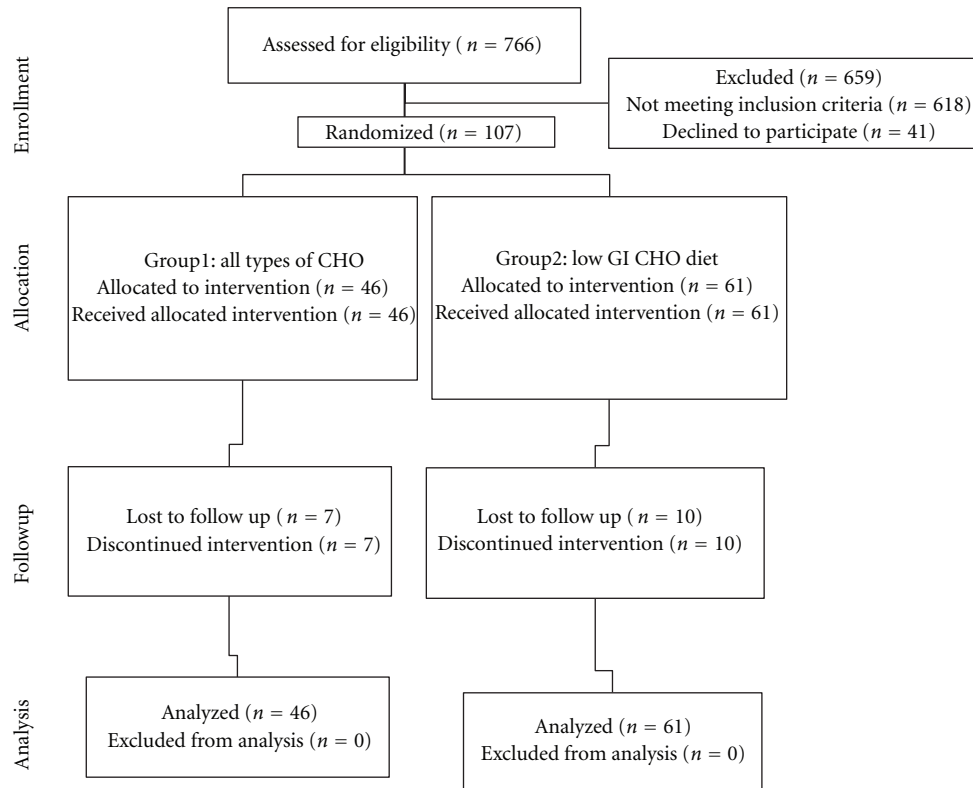 Enrollment
Assessed for eligibility (n = 766)
Excluded (n = 659)
Not meeting inclusion criteria (n = 618)
Declined to participate (n = 41)
Randomized (n = 107)
Allocation
Group1: all types of CHO
Allocated to intervention (n = 46)
Received allocated intervention (n = 46)
Group2: low GI CHO diet
Allocated to intervention (n = 61)
Received allocated intervention (n = 61)
Followup
Lost to follow up (n = 7)
Discontinued intervention (n = 7)
Lost to follow up (n = 10)
Discontinued intervention (n = 10)
Analysis
Analyzed (n = 46)
Excluded from analysis (n = 0)
Analyzed (n = 61)
Excluded from analysis (n = 0)